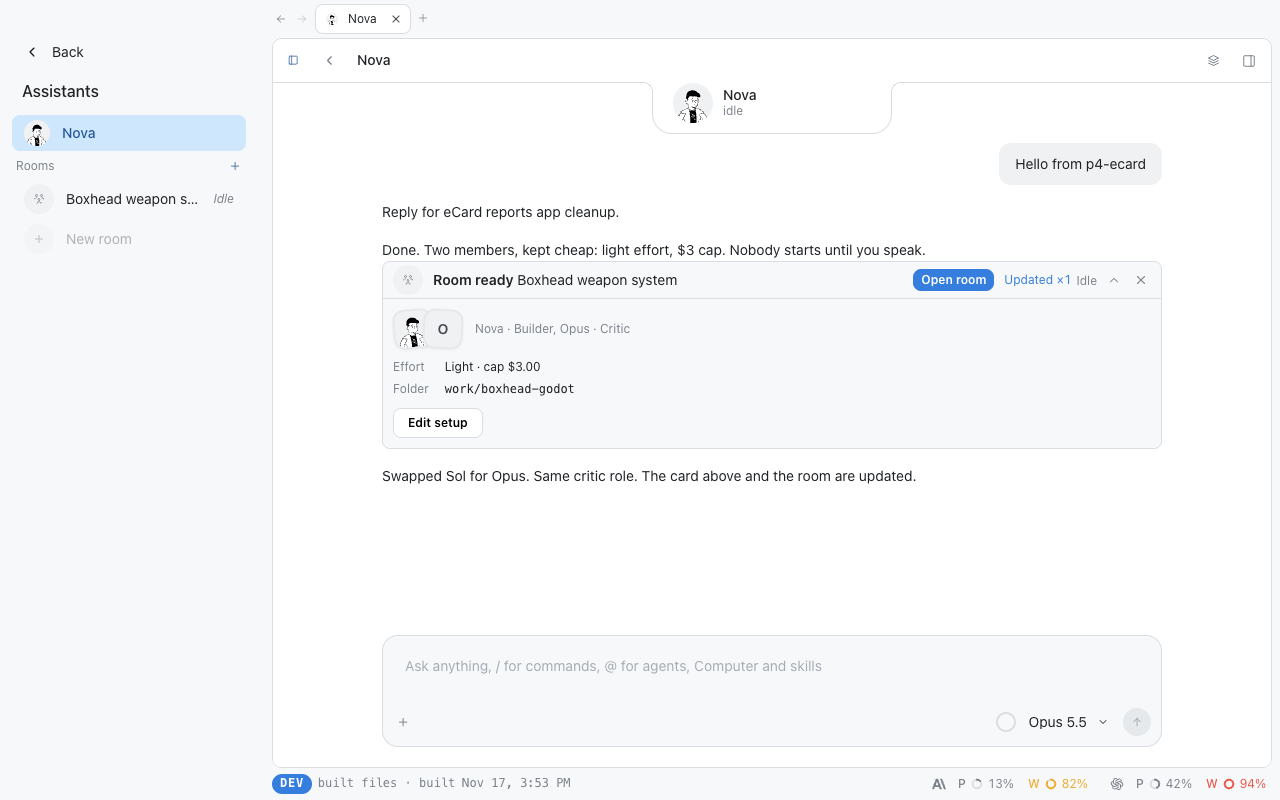 Nova
Back
Nova
Assistants
Nova
idle
Nova
Rooms
Hello from p4-ecard
Boxhead weapon s...
Idle
Reply for eCard reports app cleanup.
New room
Done. Two members, kept cheap: light effort, $3 cap. Nobody starts until you speak.
Room ready Boxhead weapon system
Open room
Updated ×1
Idle
O
Nova · Builder, Opus · Critic
Effort Light · cap $3.00
Folder work/boxhead-godot
Edit setup
Swapped Sol for Opus. Same critic role. The card above and the room are updated.
Ask anything, / for commands, @ for agents, Computer and skills
Opus 5.5
DEV built files · built Nov 17, 3:53 PM
P 13% W 82% P 42% W 94%